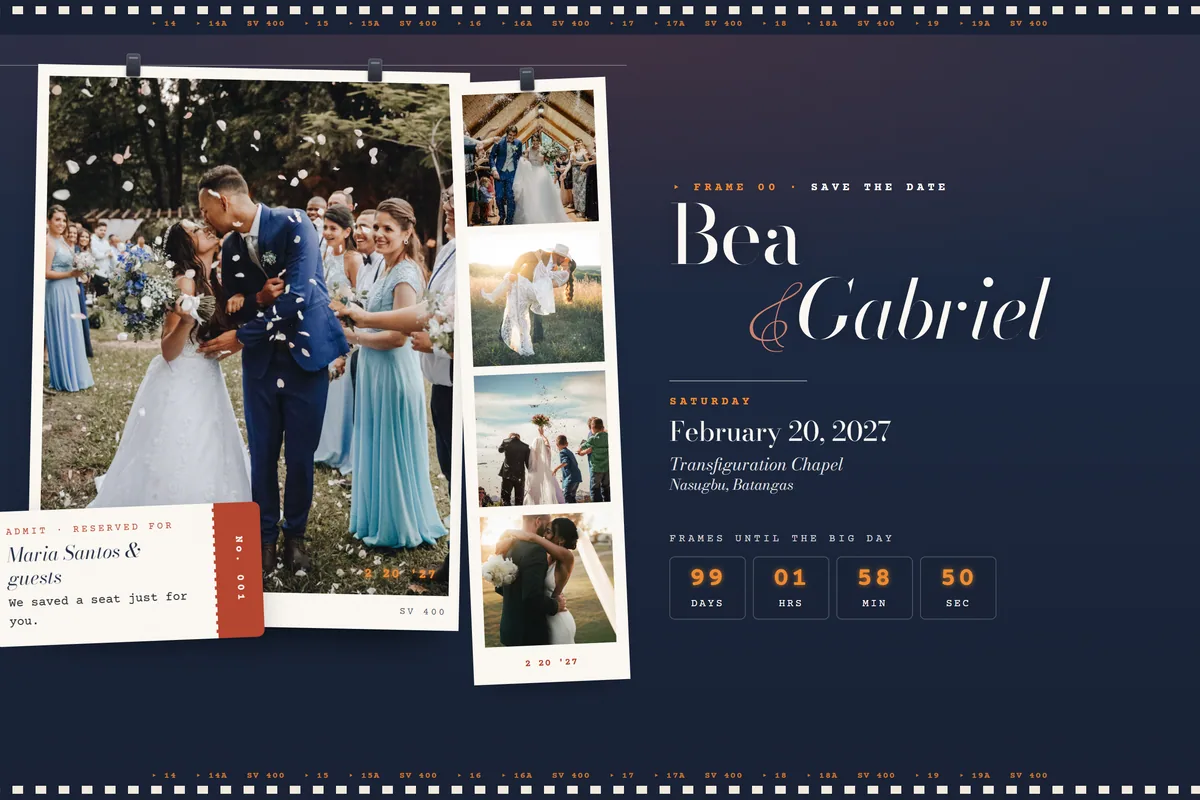 ▸ 14 ▸ 14A SV 400 ▸ 15 ▸ 15A SV 400 ▸ 16 ▸ 16A SV 400 ▸ 17 ▸ 17A SV 400 ▸ 18 ▸ 18A SV 400 ▸ 19 ▸ 19A SV 400
2 20 '27
SV 400
ADMIT · RESERVED FOR
Maria Santos &
guests
We saved a seat just for
you.
No. 001
2 20 '27
▸ FRAME 00 · SAVE THE DATE
Bea
& Gabriel
SATURDAY
February 20, 2027
Transfiguration Chapel
Nasugbu, Batangas
FRAMES UNTIL THE BIG DAY
99 01 58 50
DAYS HRS MIN SEC
▸ 14 ▸ 14A SV 400 ▸ 15 ▸ 15A SV 400 ▸ 16 ▸ 16A SV 400 ▸ 17 ▸ 17A SV 400 ▸ 18 ▸ 18A SV 400 ▸ 19 ▸ 19A SV 400